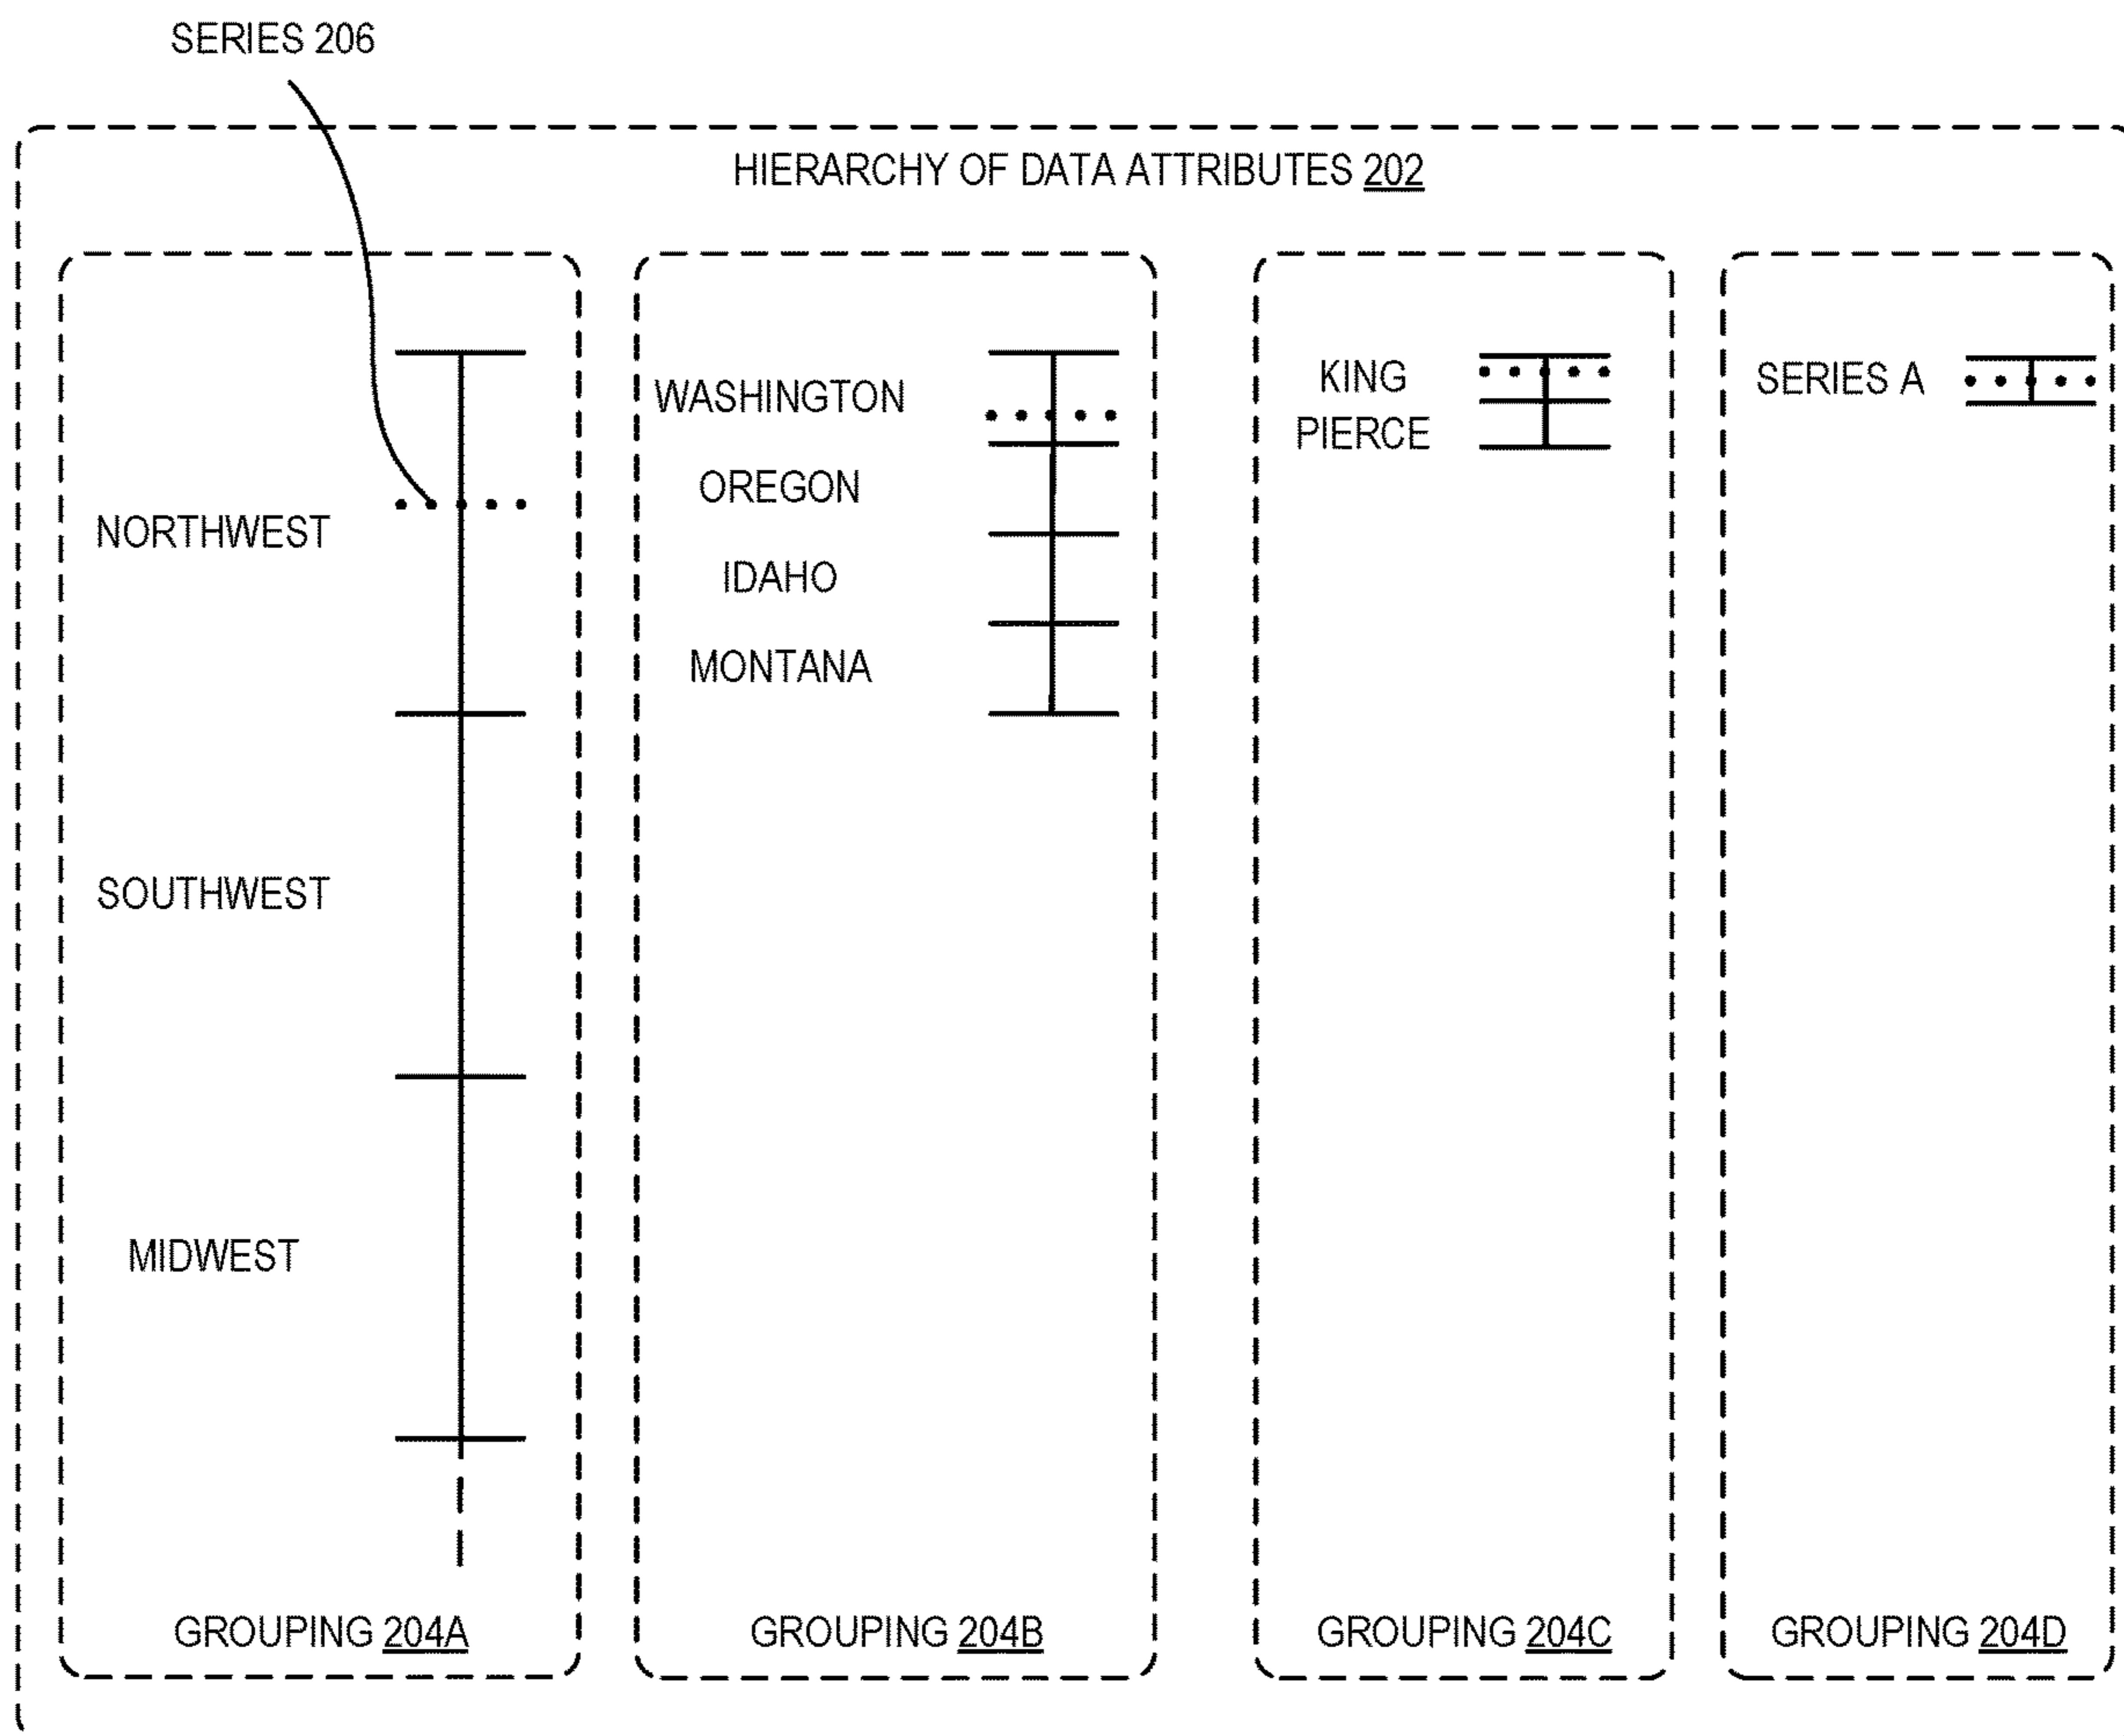 SERIES 206
HIERARCHY OF DATA ATTRIBUTES 202
NORTHWEST
SOUTHWEST
MIDWEST
GROUPING 204A
WASHINGTON
OREGON
IDAHO
MONTANA
GROUPING 204B
KING
PIERCE
GROUPING 204C
SERIES A
GROUPING 204D